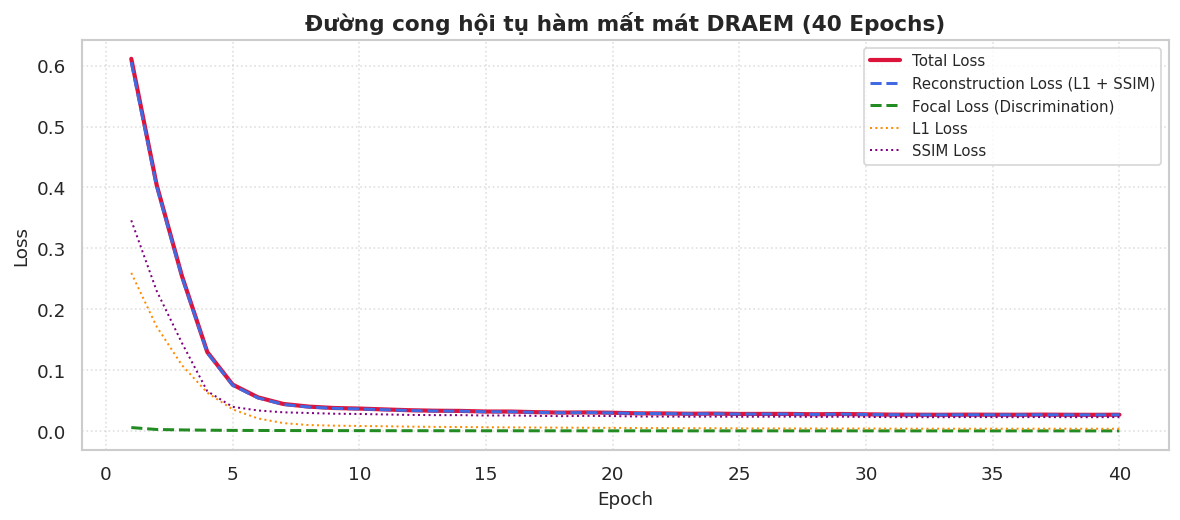 Đường cong hội tụ hàm mất mát DRAEM (40 Epochs)
Total Loss
Reconstruction Loss (L1 + SSIM)
Focal Loss (Discrimination)
L1 Loss
SSIM Loss
Loss
0.6
0.5
0.4
0.3
0.2
0.1
0.0
0 5 10 15 20 25 30 35 40
Epoch